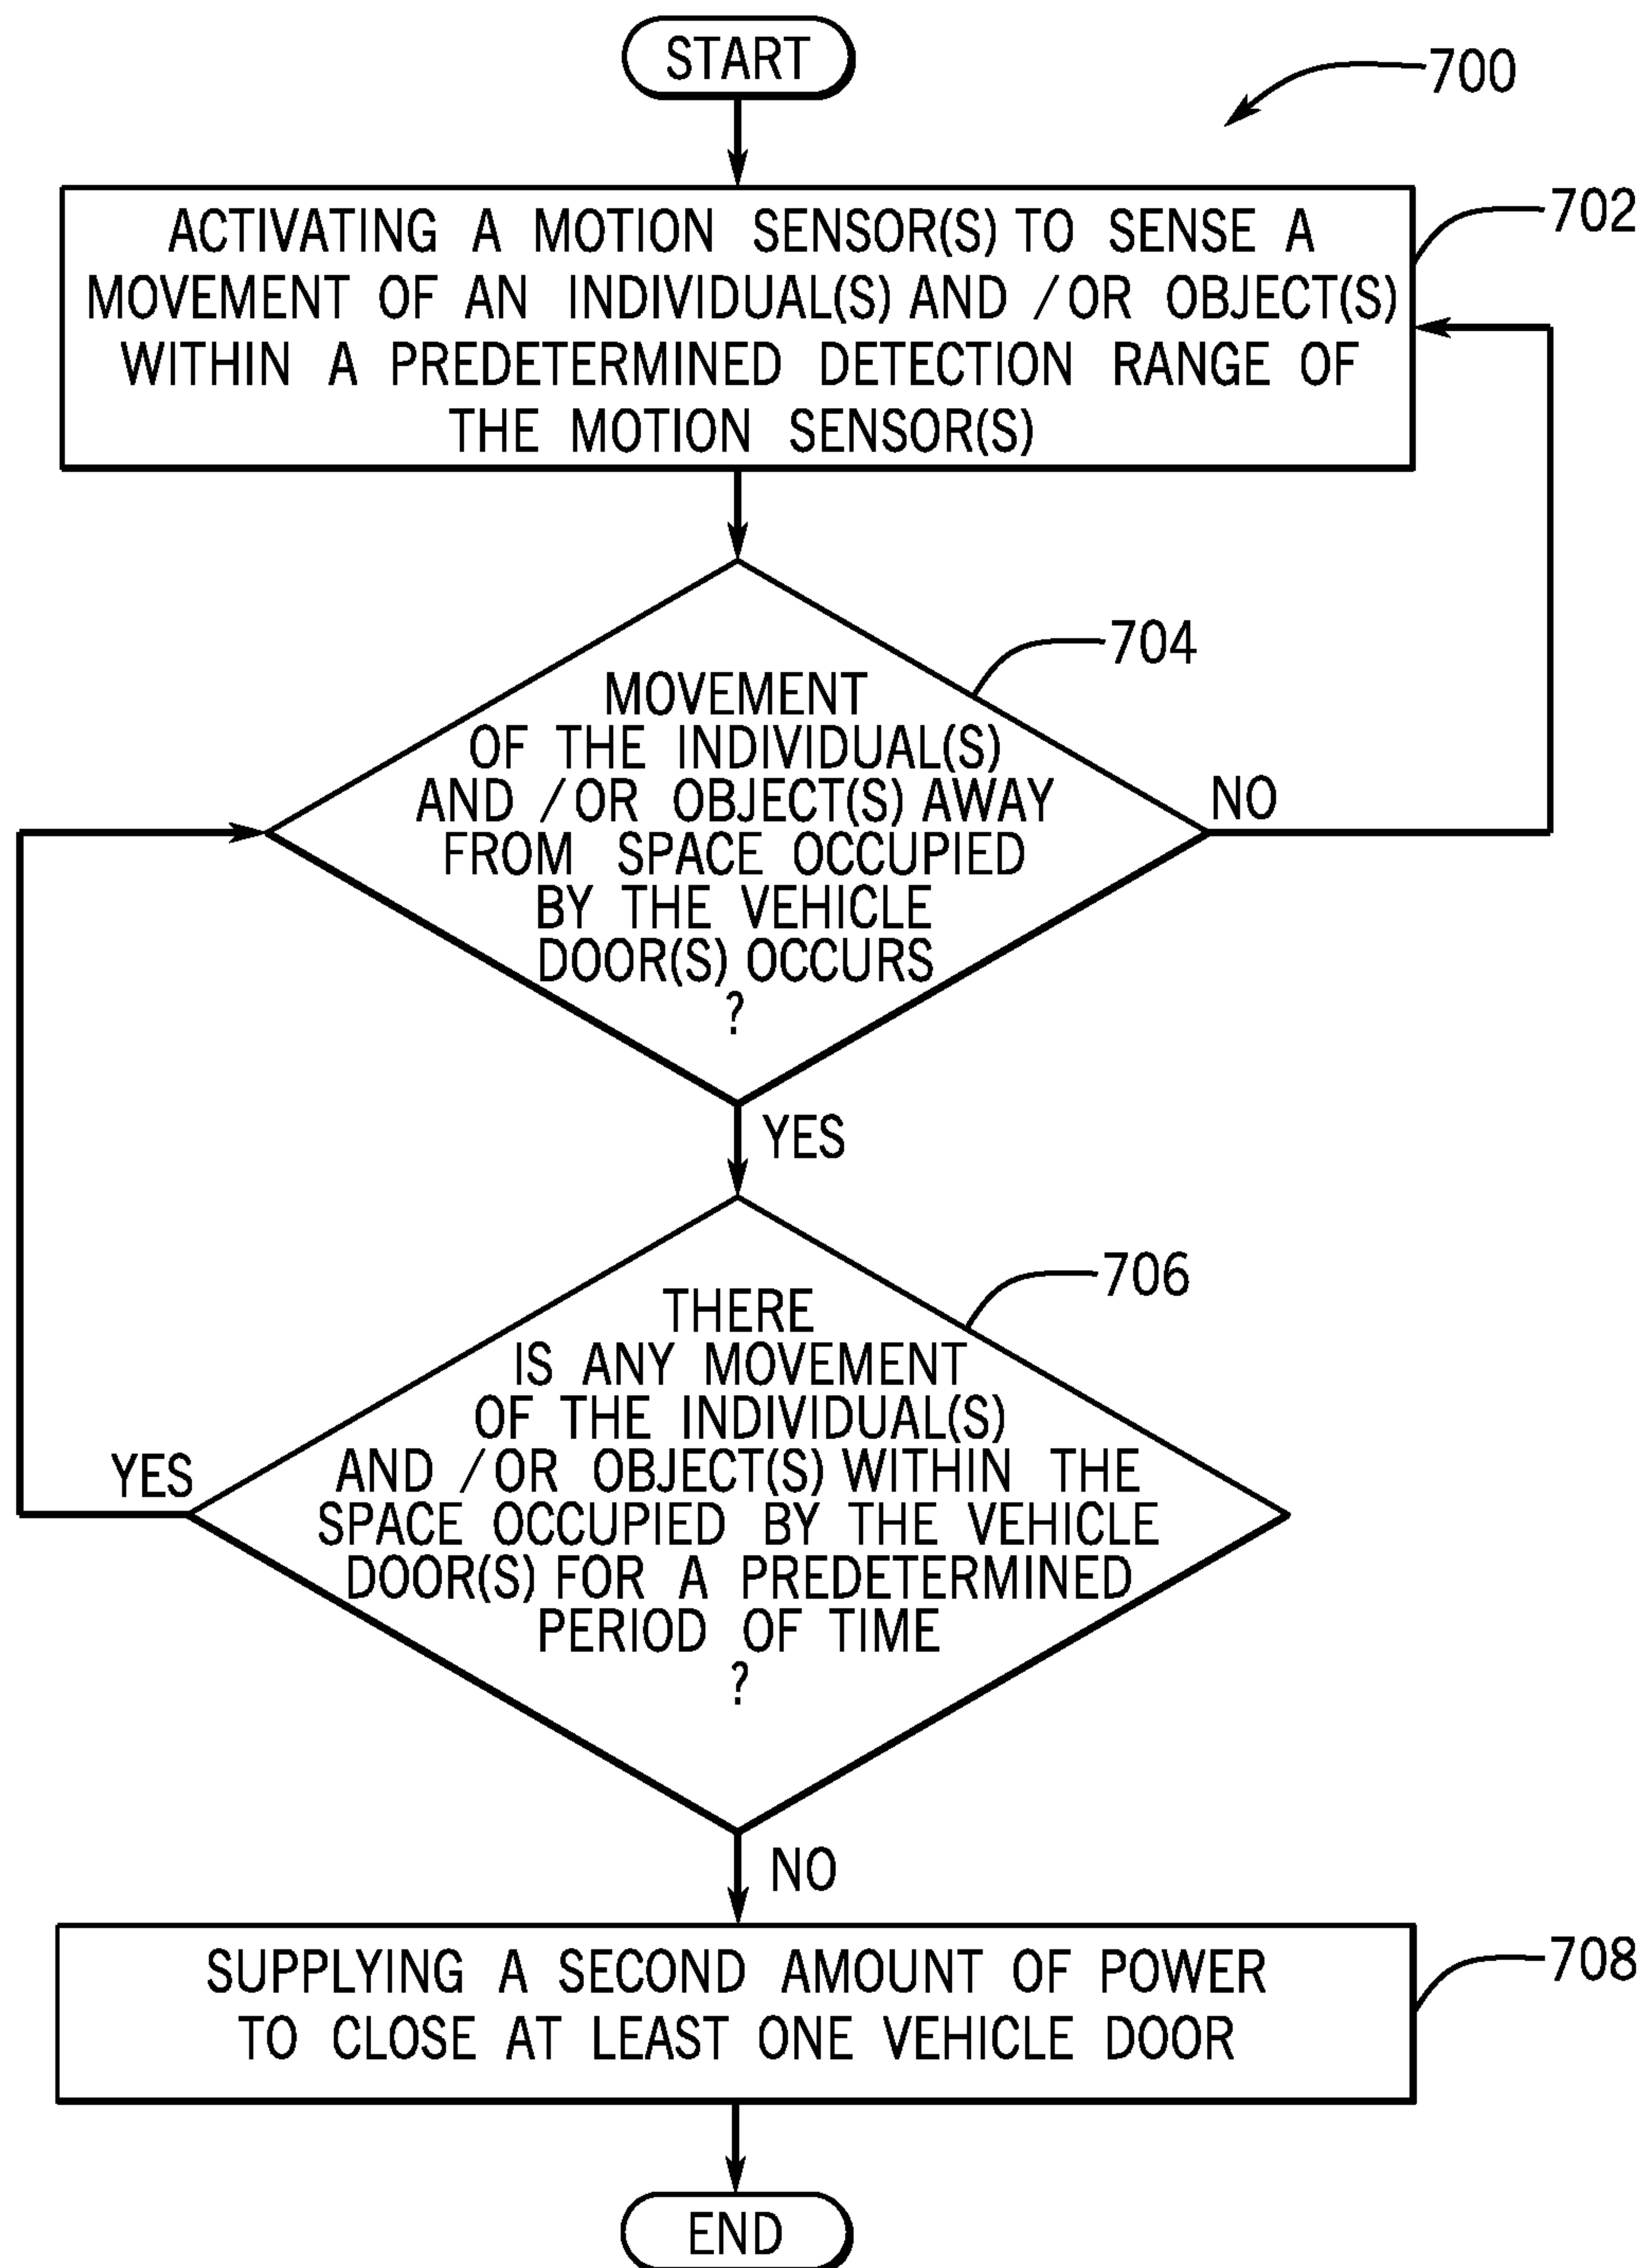 START
700
702
ACTIVATING A MOTION SENSOR(S) TO SENSE A
MOVEMENT OF AN INDIVIDUAL(S) AND /OR OBJECT(S)
WITHIN A PREDETERMINED DETECTION RANGE OF
THE MOTION SENSOR(S)
704
MOVEMENT
OF THE INDIVIDUAL(S)
AND /OR OBJECT(S) AWAY
FROM SPACE OCCUPIED
BY THE VEHICLE
DOOR(S) OCCURS
?
NO
YES
706
THERE
IS ANY MOVEMENT
OF THE INDIVIDUAL(S)
AND /OR OBJECT(S) WITHIN THE
SPACE OCCUPIED BY THE VEHICLE
DOOR(S) FOR A PREDETERMINED
PERIOD OF TIME
?
YES
NO
708
SUPPLYING A SECOND AMOUNT OF POWER
TO CLOSE AT LEAST ONE VEHICLE DOOR
END